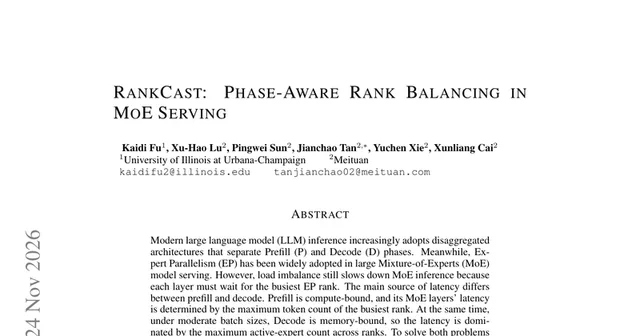 RANKCAST: PHASE-AWARE RANK BALANCING IN
MOE SERVING
Kaidi Fu¹, Xu-Hao Lu², Pingwei Sun², Jianchao Tan²,*, Yuchen Xie², Xunliang Cai²
¹University of Illinois at Urbana-Champaign ²Meituan
kaidifu2@illinois.edu tanjianchao02@meituan.com
ABSTRACT
Modern large language model (LLM) inference increasingly adopts disaggregated
architectures that separate Prefill (P) and Decode (D) phases. Meanwhile, Ex-
pert Parallelism (EP) has been widely adopted in large Mixture-of-Experts (MoE)
model serving. However, load imbalance still slows down MoE inference because
each layer must wait for the busiest EP rank. The main source of latency differs
between prefill and decode. Prefill is compute-bound, and its MoE layers' latency
is determined by the maximum token count of the busiest rank. At the same time,
under moderate batch sizes, Decode is memory-bound, so the latency is domi-
nated by the maximum active-expert count across ranks. To solve both problems
24 Nov 2026